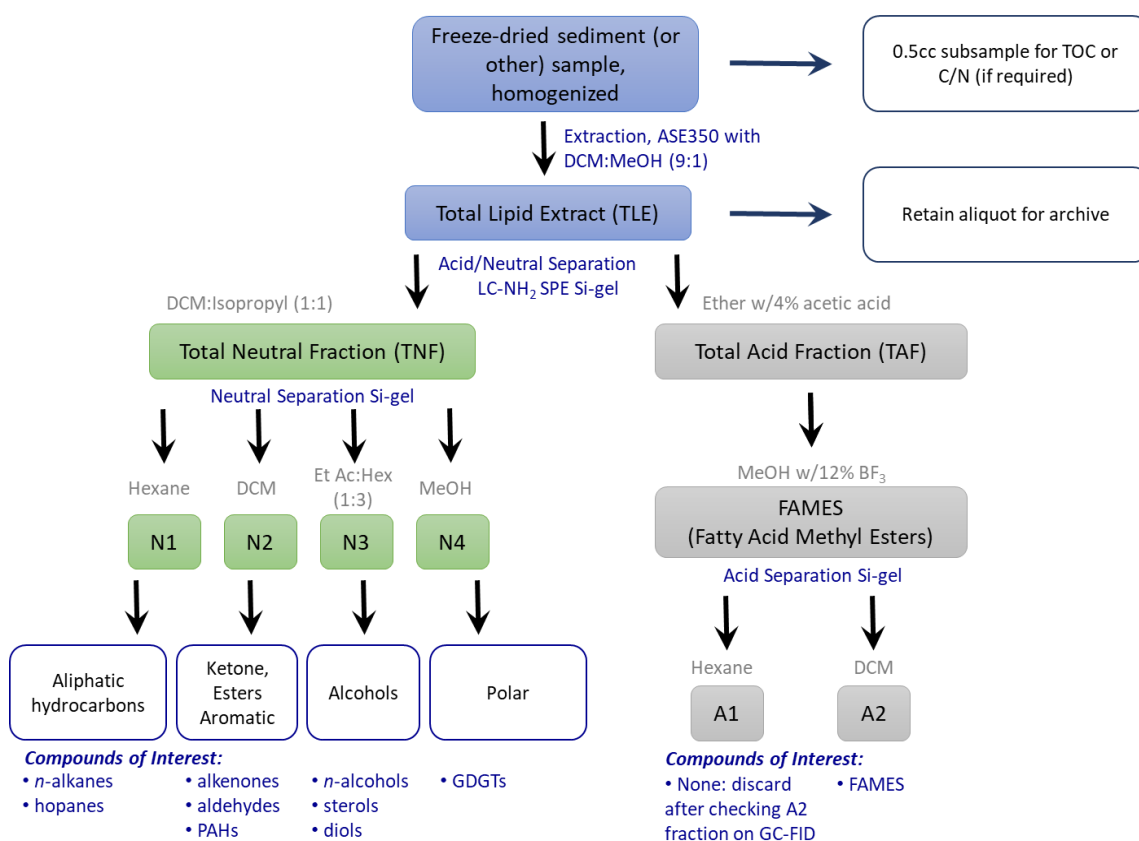 Freeze-dried sediment (or
other) sample,
homogenized
0.5cc subsample for TOC or
C/N (if required)
Extraction, ASE350 with
DCM:MeOH (9:1)
Total Lipid Extract (TLE)
Retain aliquot for archive
Acid/Neutral Separation
LC-NH₂ SPE Si-gel
DCM:Isopropyl (1:1)
Ether w/4% acetic acid
Total Neutral Fraction (TNF)
Total Acid Fraction (TAF)
Neutral Separation Si-gel
Hexane
DCM
Et Ac:Hex
(1:3)
MeOH
MeOH w/12% BF₃
N1
N2
N3
N4
FAMES
(Fatty Acid Methyl Esters)
Acid Separation Si-gel
Aliphatic
hydrocarbons
Ketone,
Esters
Aromatic
Alcohols
Polar
Hexane
DCM
A1
A2
Compounds of Interest:
• n-alkanes
• hopanes
• alkenones
• aldehydes
• PAHs
• n-alcohols
• sterols
• diols
• GDGTs
Compounds of Interest:
• None: discard
after checking A2
fraction on GC-FID
• FAMES